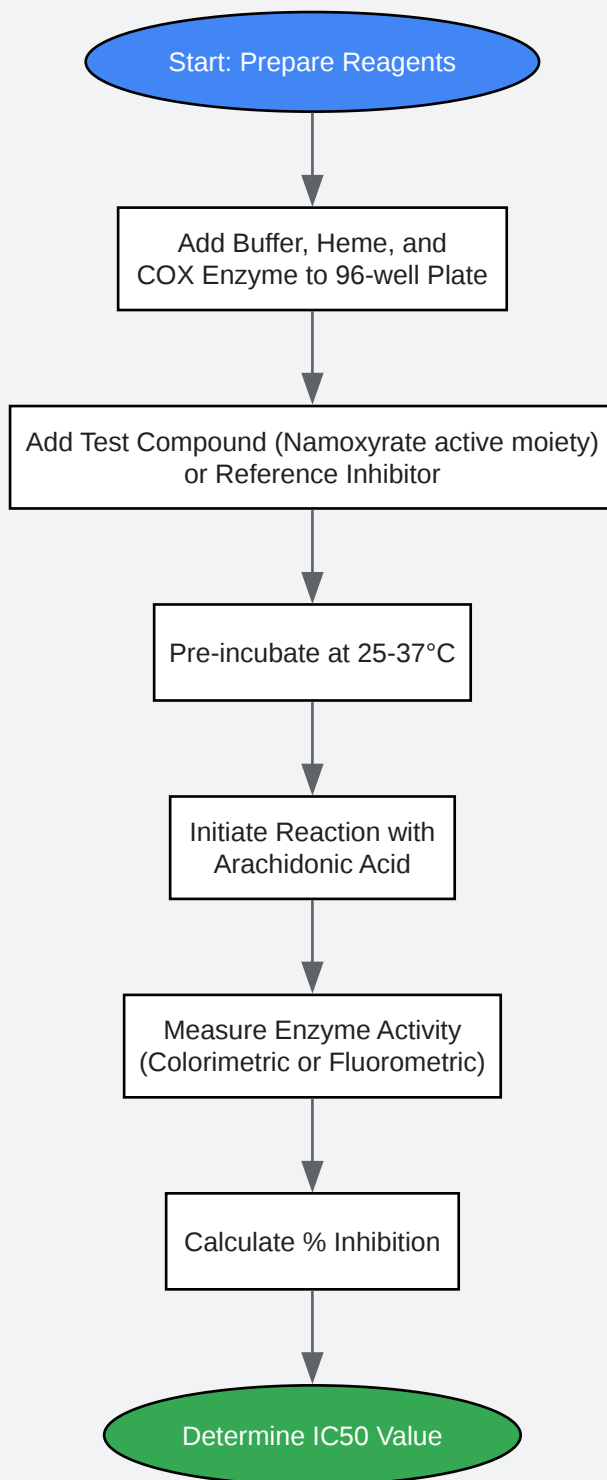 Start: Prepare Reagents
Add Buffer, Heme, and
COX Enzyme to 96-well Plate
Add Test Compound (Namoxyrate active moiety)
or Reference Inhibitor
Pre-incubate at 25-37°C
Initiate Reaction with
Arachidonic Acid
Measure Enzyme Activity
(Colorimetric or Fluorometric)
Calculate % Inhibition
Determine IC50 Value